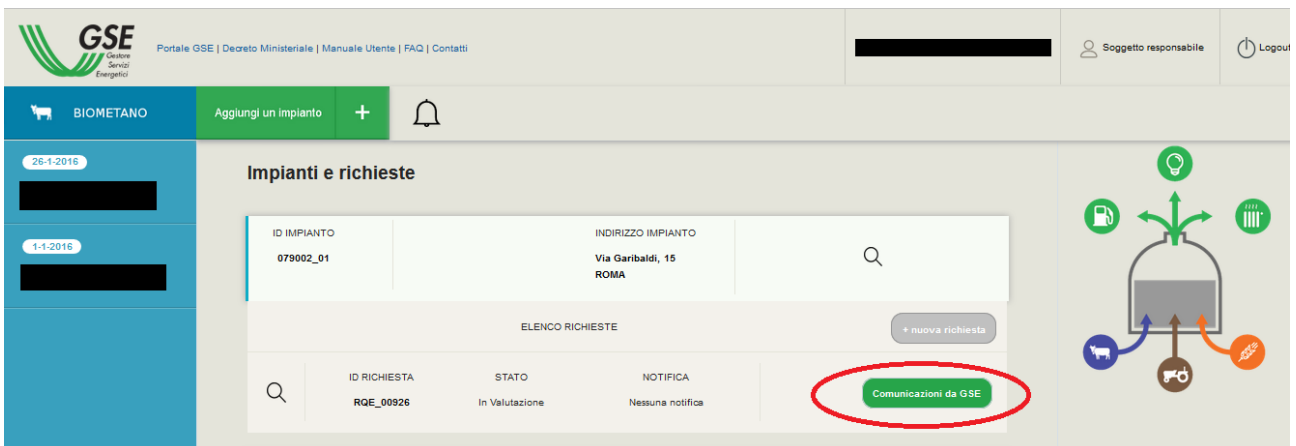 GSE
Gestore
Servizi
Energetici
Portale GSE | Decreto Ministeriale | Manuale Utente | FAQ | Contatti
Soggetto responsabile
Logout
BIOMETANO
Aggiungi un impianto +
26-1-2016
1-1-2016
Impianti e richieste
ID IMPIANTO
079002_01
INDIRIZZO IMPIANTO
Via Garibaldi, 15
ROMA
ELENCO RICHIESTE
+ nuova richiesta
ID RICHIESTA
RQE_00926
STATO
In Valutazione
NOTIFICA
Nessuna notifica
Comunicazioni da GSE